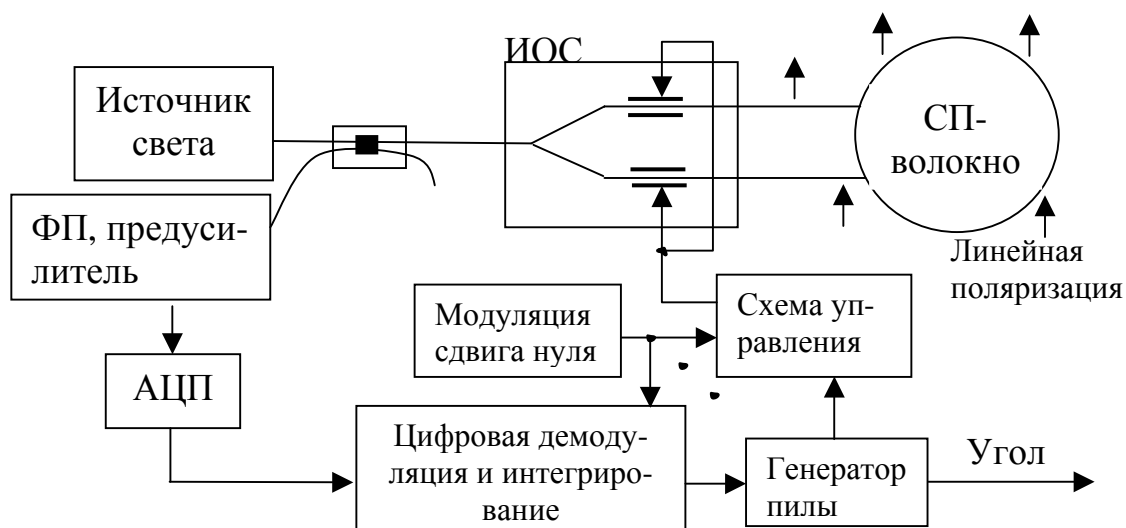 ИОС
Источник
света
СП-
волокно
ФП, предуси-
литель
Линейная
поляризация
Модуляция
сдвига нуля
Схема уп-
равления
АЦП
Цифровая демоду-
ляция и интегриро-
вание
Генератор
пилы
Угол